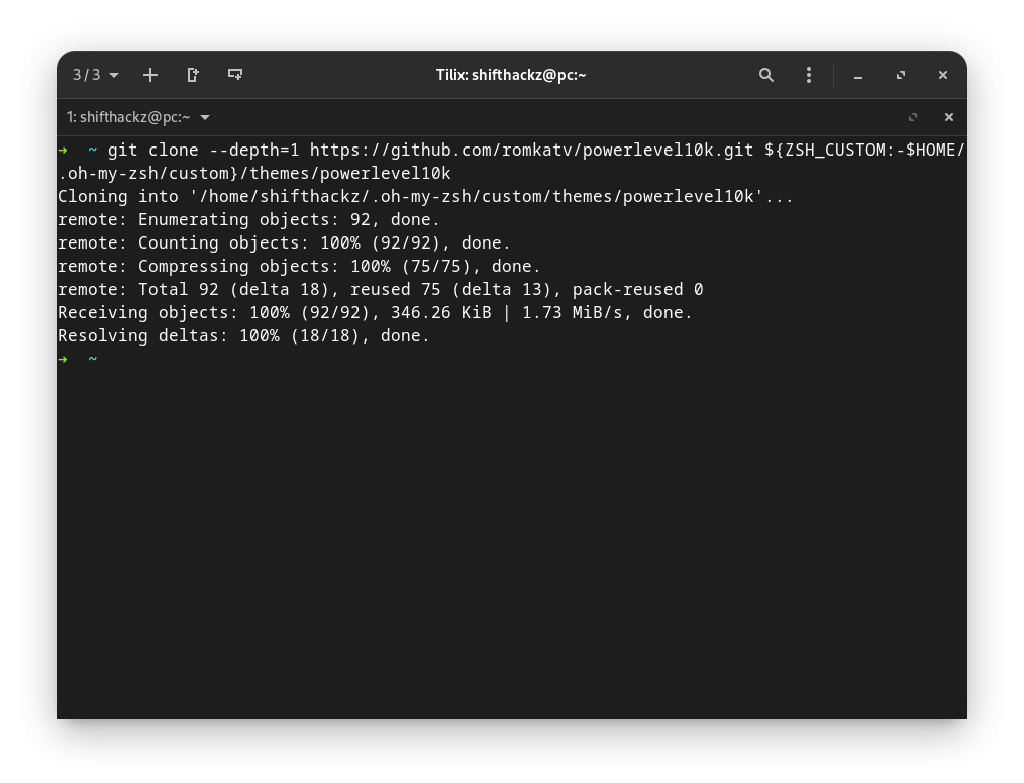 3 / 3
Tilix: shifthackz@pc:~
1: shifthackz@pc:~
➜  ~ git clone --depth=1 https://github.com/romkatv/powerlevel10k.git ${ZSH_CUSTOM:-$HOME/
.oh-my-zsh/custom}/themes/powerlevel10k
Cloning into '/home/shifthackz/.oh-my-zsh/custom/themes/powerlevel10k'...
remote: Enumerating objects: 92, done.
remote: Counting objects: 100% (92/92), done.
remote: Compressing objects: 100% (75/75), done.
remote: Total 92 (delta 18), reused 75 (delta 13), pack-reused 0
Receiving objects: 100% (92/92), 346.26 KiB | 1.73 MiB/s, done.
Resolving deltas: 100% (18/18), done.
➜  ~